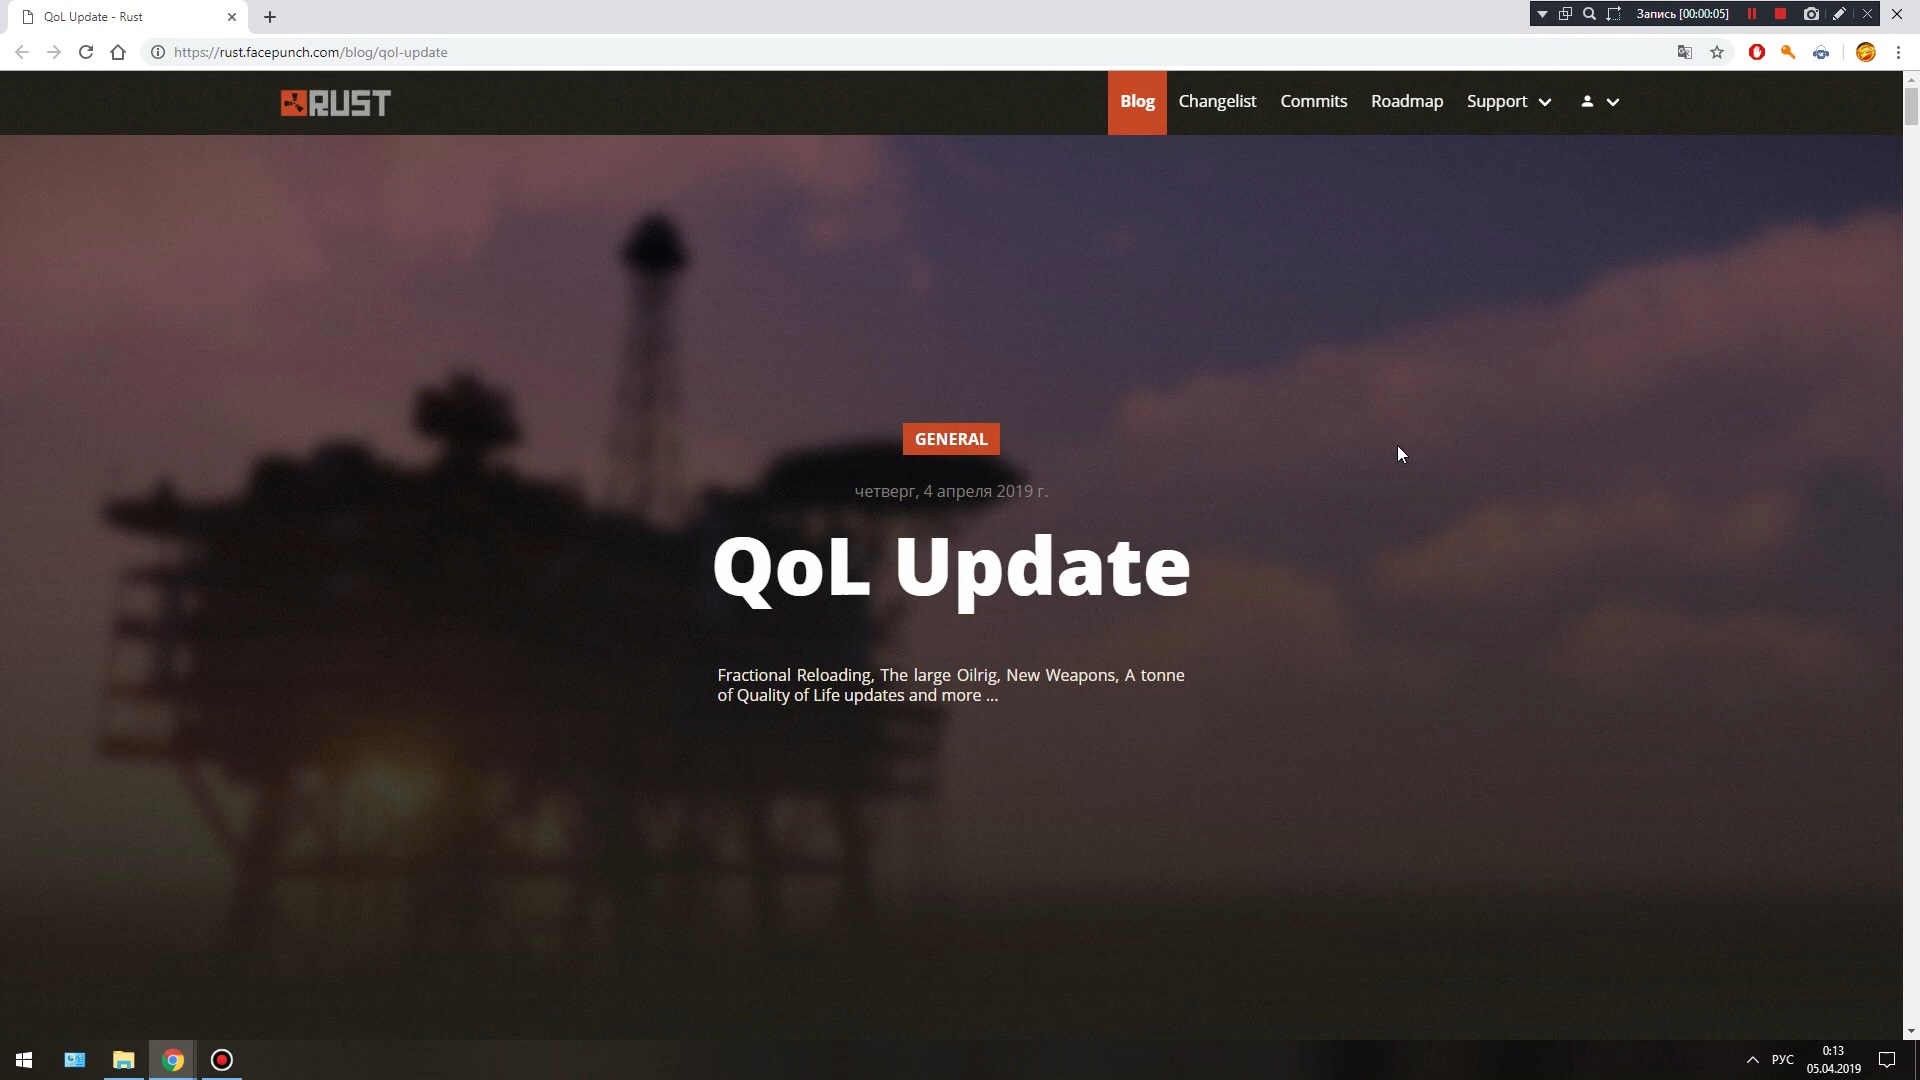 QoL Update - Rust
Запись [00:00:05]
https://rust.facepunch.com/blog/qol-update
RUST
Blog
Changelist
Commits
Roadmap
Support
GENERAL
четверг, 4 апреля 2019 г.
QoL Update
Fractional Reloading, The large Oilrig, New Weapons, A tonne
of Quality of Life updates and more ...
РУС
0:13
05.04.2019